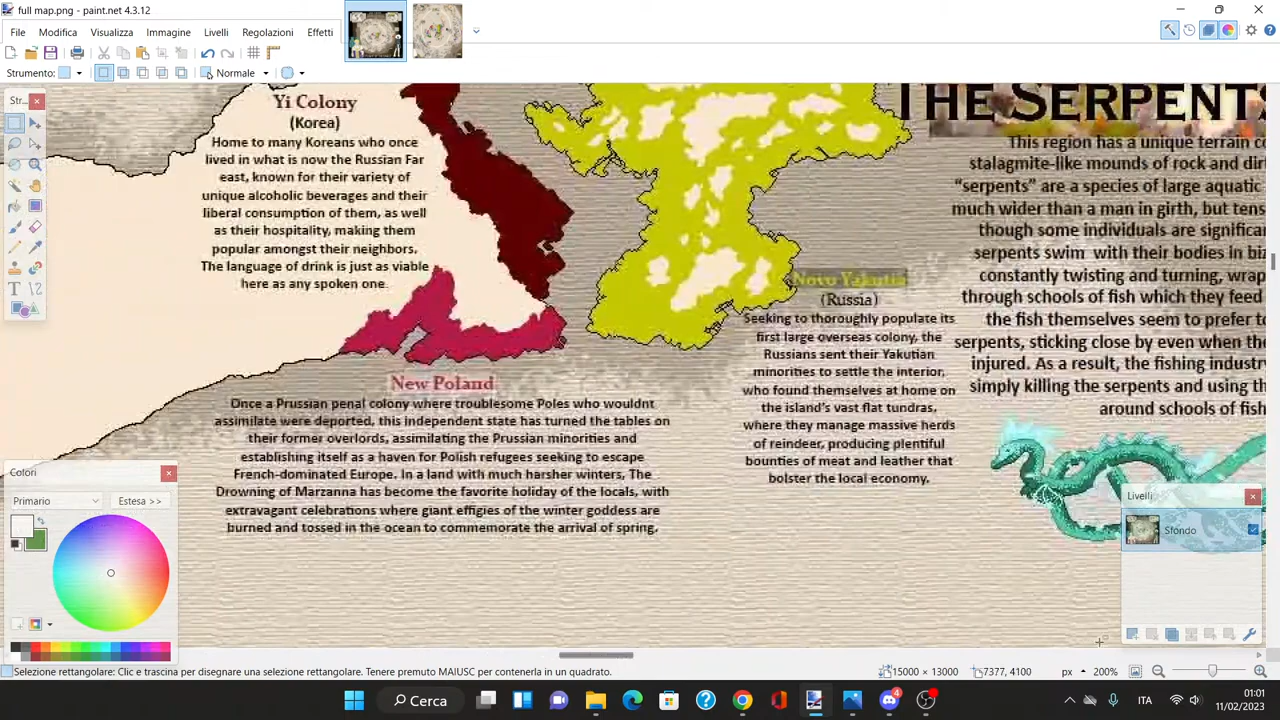 full map.png - paint.net 4.3.12
File Modifica Visualizza Immagine Livelli Regolazioni Effetti
Strumento: Normale
Str...
Yi Colony
(Korea)
Home to many Koreans who once
lived in what is now the Russian Far
east, known for their variety of
unique alcoholic beverages and their
liberal consumption of them, as well
as their hospitality, making them
popular amongst their neighbors,
The language of drink is just as viable
here as any spoken one.
New Poland
Once a Prussian penal colony where troublesome Poles who wouldnt
assimilate were deported, this independent state has turned the tables on
their former overlords, assimilating the Prussian minorities and
establishing itself as a haven for Polish refugees seeking to escape
French-dominated Europe. In a land with much harsher winters, The
Drowning of Marzanna has become the favorite holiday of the locals, with
extravagant celebrations where giant effigies of the winter goddess are
burned and tossed in the ocean to commemorate the arrival of spring.
Novo Yakutia
(Russia)
Seeking to thoroughly populate its
first large overseas colony, the
Russians sent their Yakutian
minorities to settle the interior,
who found themselves at home on
the island's vast flat tundras,
where they manage massive herds
of reindeer, producing plentiful
bounties of meat and leather that
bolster the local economy.
THE SERPENTS
This region has a unique terrain
stalagmite-like mounds of rock and
"serpents" are a species of large aquatic
much wider than a man in girth, but
though some individuals are
serpents swim with their bodies in
constantly twisting and turning,
through schools of fish which they feed
the fish themselves seem to prefer
serpents, sticking close by even when
injured. As a result, the fishing
simply killing the serpents and using
around schools of fish
Colori
Primario Estesa >>
Livelli
Sfondo
Selezione rettangolare: Clic e trascina per disegnare una selezione rettangolare. Tenere premuto MAIUSC per contenerla in un quadrato.
15000 × 13000 7377, 4100 px 200%
Cerca
4
ITA
01:01
11/02/2023